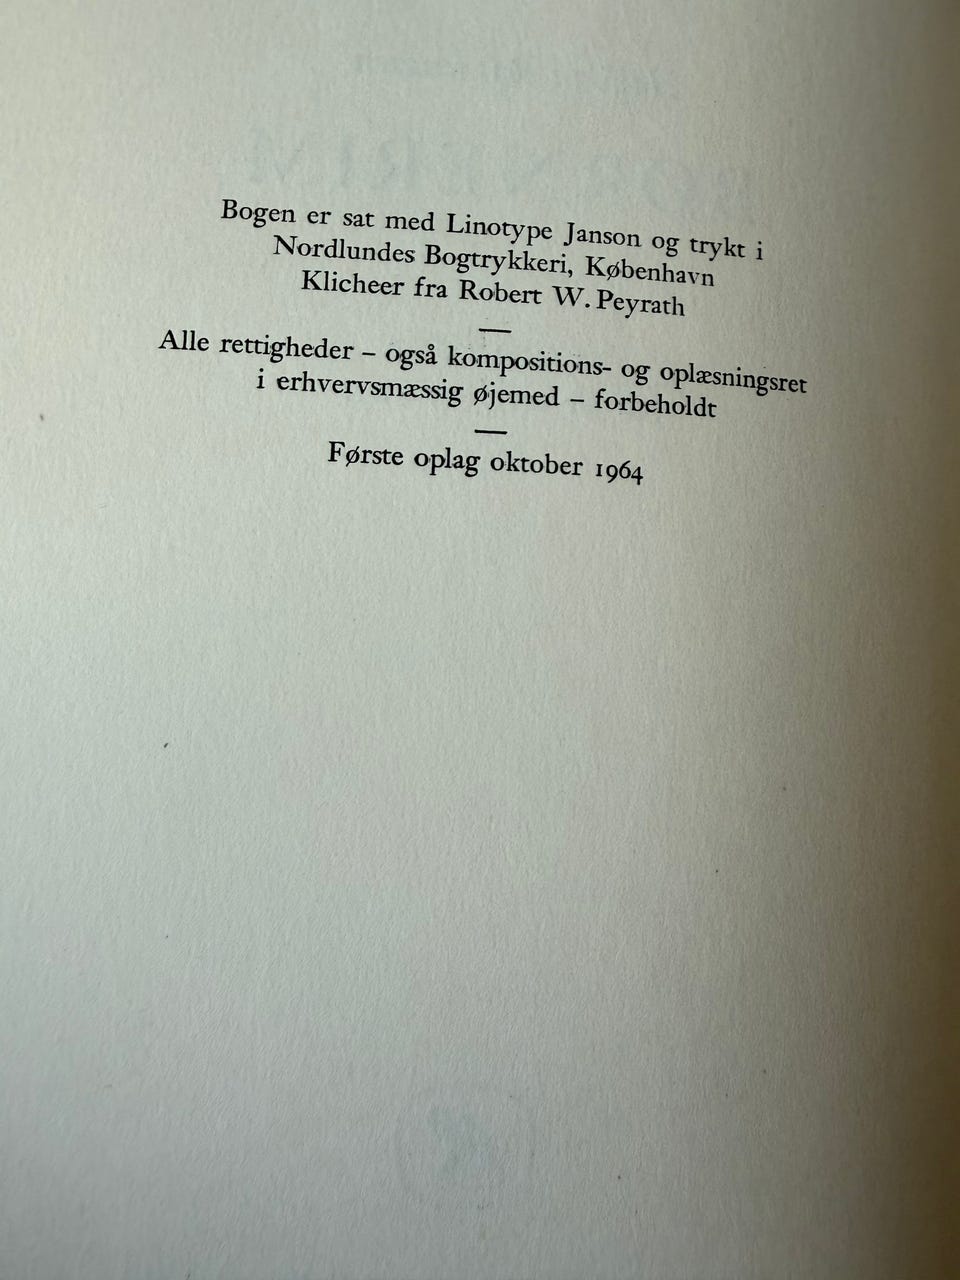 Bogen er sat med Linotype Janson og trykt i
Nordlundes Bogtrykkeri, København
Klicheer fra Robert W. Peyrath
Alle rettigheder – også kompositions- og oplæsningsret
i erhvervsmæssig øjemed – forbeholdt
Første oplag oktober 1964